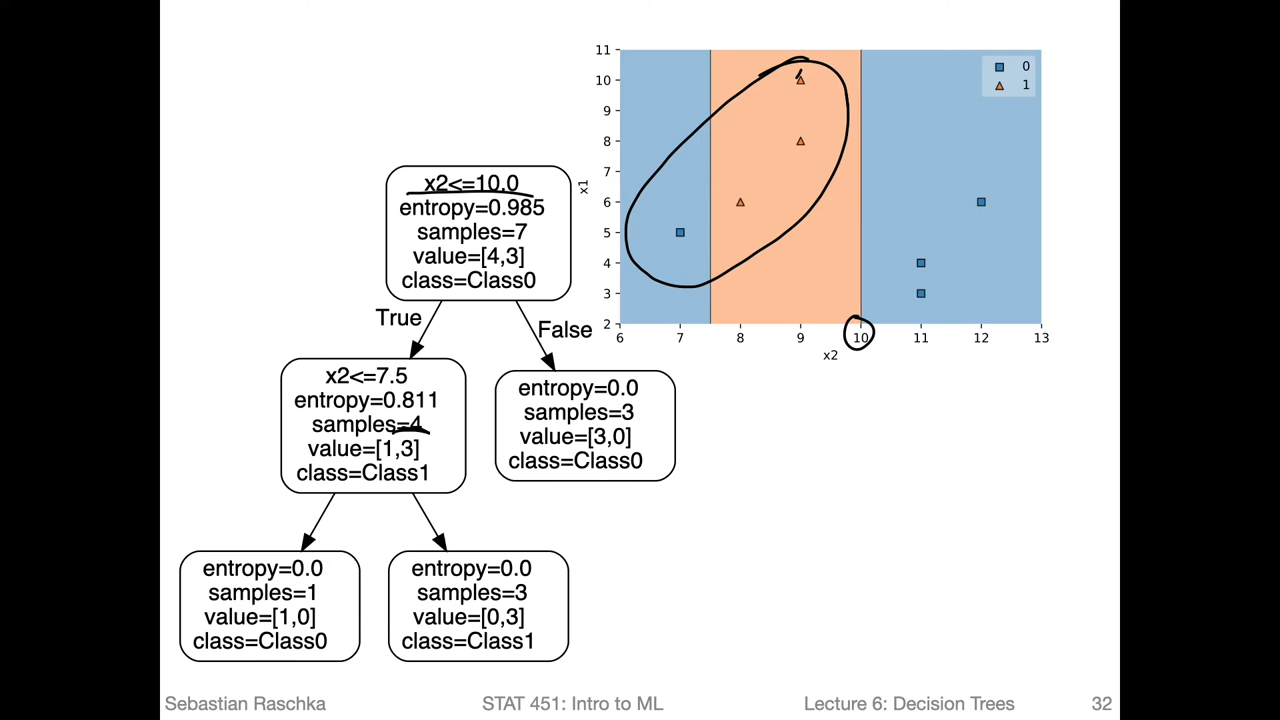 11
10
9
8
7
6
5
4
3
2
x1
0
1
6 7 8 9 10 11 12 13
x2
x2<=10.0
entropy=0.985
samples=7
value=[4,3]
class=Class0
True
False
x2<=7.5
entropy=0.811
samples=4
value=[1,3]
class=Class1
entropy=0.0
samples=3
value=[3,0]
class=Class0
entropy=0.0
samples=1
value=[1,0]
class=Class0
entropy=0.0
samples=3
value=[0,3]
class=Class1
Sebastian Raschka STAT 451: Intro to ML Lecture 6: Decision Trees 32